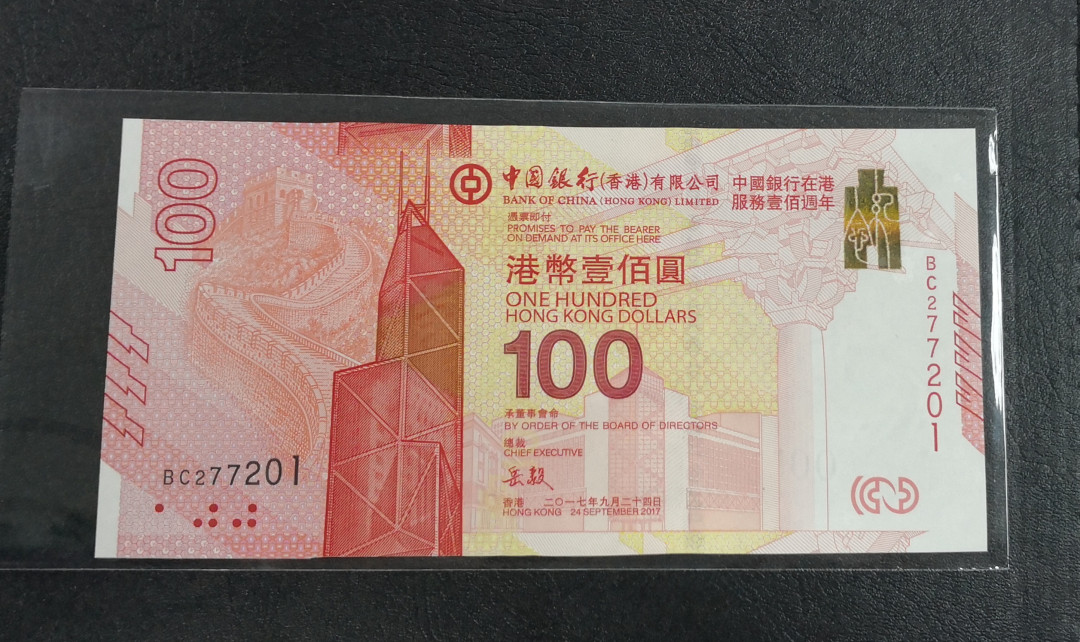 100
中國銀行(香港)有限公司
BANK OF CHINA (HONG KONG) LIMITED
中國銀行在港
服務壹佰週年
憑票即付
PROMISES TO PAY THE BEARER
ON DEMAND AT ITS OFFICE HERE
港幣壹佰圓
ONE HUNDRED
HONG KONG DOLLARS
100
承董事會命
BY ORDER OF THE BOARD OF DIRECTORS
總裁
CHIEF EXECUTIVE
岳毅
香港 二〇一七年九月二十四日
HONG KONG 24 SEPTEMBER 2017
BC277201
BC277201